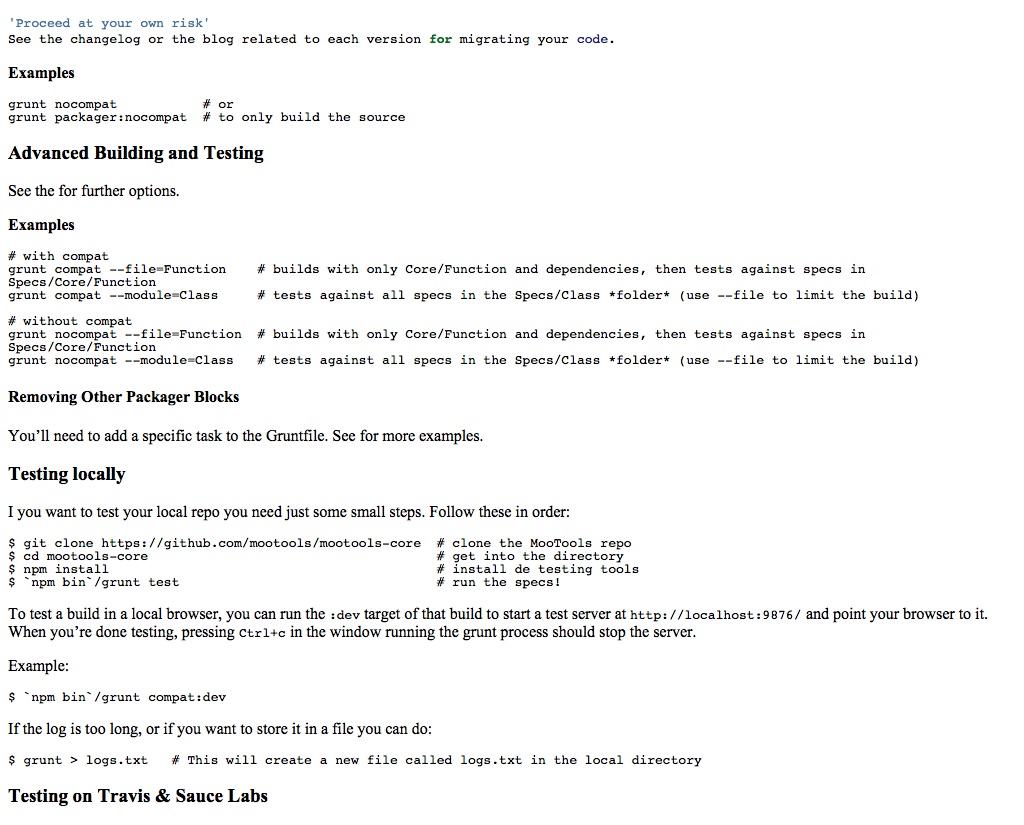 'Proceed at your own risk'
See the changelog or the blog related to each version for migrating your code.
Examples
grunt nocompat           # or
grunt packager:nocompat  # to only build the source
Advanced Building and Testing
See the for further options.
Examples
# with compat
grunt compat --file=Function    # builds with only Core/Function and dependencies, then tests against specs in
Specs/Core/Function
grunt compat --module=Class     # tests against all specs in the Specs/Class *folder* (use --file to limit the build)
# without compat
grunt nocompat --file=Function  # builds with only Core/Function and dependencies, then tests against specs in
Specs/Core/Function
grunt nocompat --module=Class   # tests against all specs in the Specs/Class *folder* (use --file to limit the build)
Removing Other Packager Blocks
You’ll need to add a specific task to the Gruntfile. See for more examples.
Testing locally
I you want to test your local repo you need just some small steps. Follow these in order:
$ git clone https://github.com/mootools/mootools-core  # clone the MooTools repo
$ cd mootools-core                                     # get into the directory
$ npm install                                          # install de testing tools
$ `npm bin`/grunt test                                 # run the specs!
To test a build in a local browser, you can run the :dev target of that build to start a test server at http://localhost:9876/ and point your browser to it.
When you’re done testing, pressing Ctrl+c in the window running the grunt process should stop the server.
Example:
$ `npm bin`/grunt compat:dev
If the log is too long, or if you want to store it in a file you can do:
$ grunt > logs.txt   # This will create a new file called logs.txt in the local directory
Testing on Travis & Sauce Labs